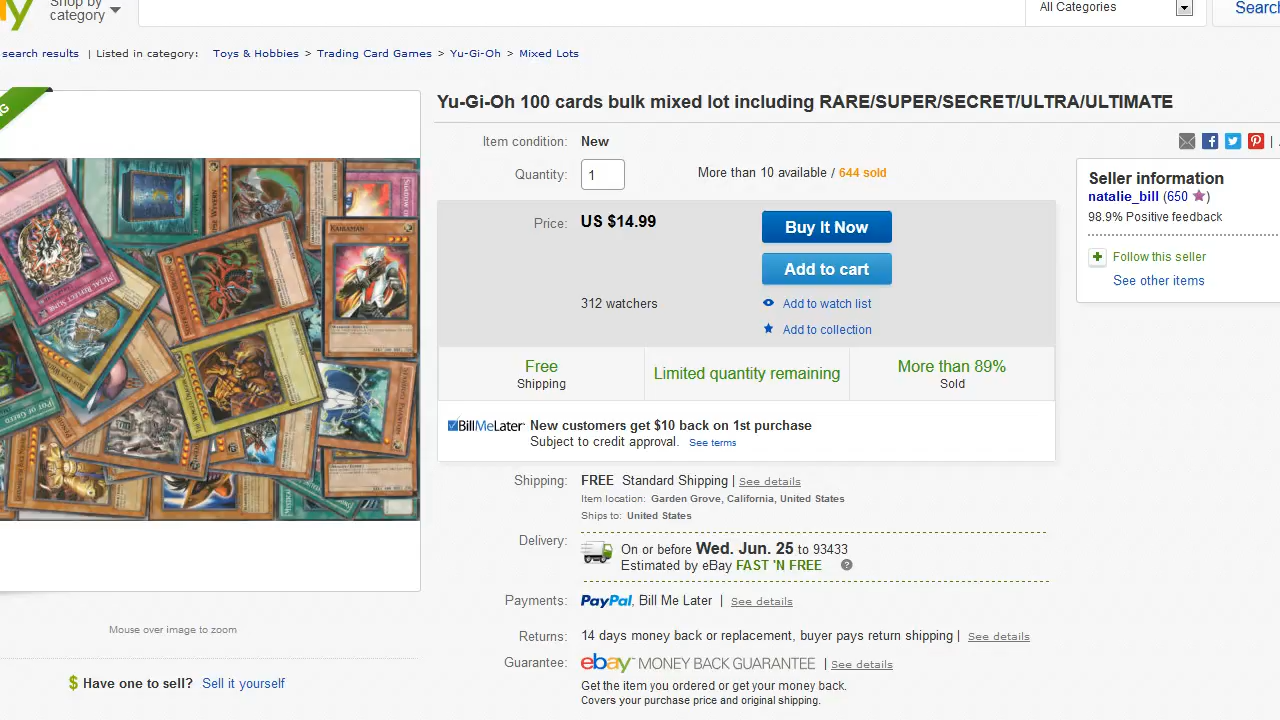 Shop by
category
All Categories
Search
search results | Listed in category: Toys & Hobbies > Trading Card Games > Yu-Gi-Oh > Mixed Lots
Yu-Gi-Oh 100 cards bulk mixed lot including RARE/SUPER/SECRET/ULTRA/ULTIMATE
Item condition: New
Quantity: 1 More than 10 available / 644 sold
Price: US $14.99 Buy It Now
Add to cart
312 watchers Add to watch list
Add to collection
Free
Shipping
Limited quantity remaining
More than 89%
Sold
BillMeLater New customers get $10 back on 1st purchase
Subject to credit approval. See terms
Shipping: FREE Standard Shipping | See details
Item location: Garden Grove, California, United States
Ships to: United States
Delivery: On or before Wed. Jun. 25 to 93433
Estimated by eBay FAST 'N FREE ?
Payments: PayPal, Bill Me Later | See details
Returns: 14 days money back or replacement, buyer pays return shipping | See details
Guarantee: ebay MONEY BACK GUARANTEE | See details
Get the item you ordered or get your money back.
Covers your purchase price and original shipping.
Seller information
natalie_bill (650 ★)
98.9% Positive feedback
+ Follow this seller
See other items
KAIBAMAN
METAL REFLECT SLIME
POT OF GREED
Mouse over image to zoom
$ Have one to sell? Sell it yourself